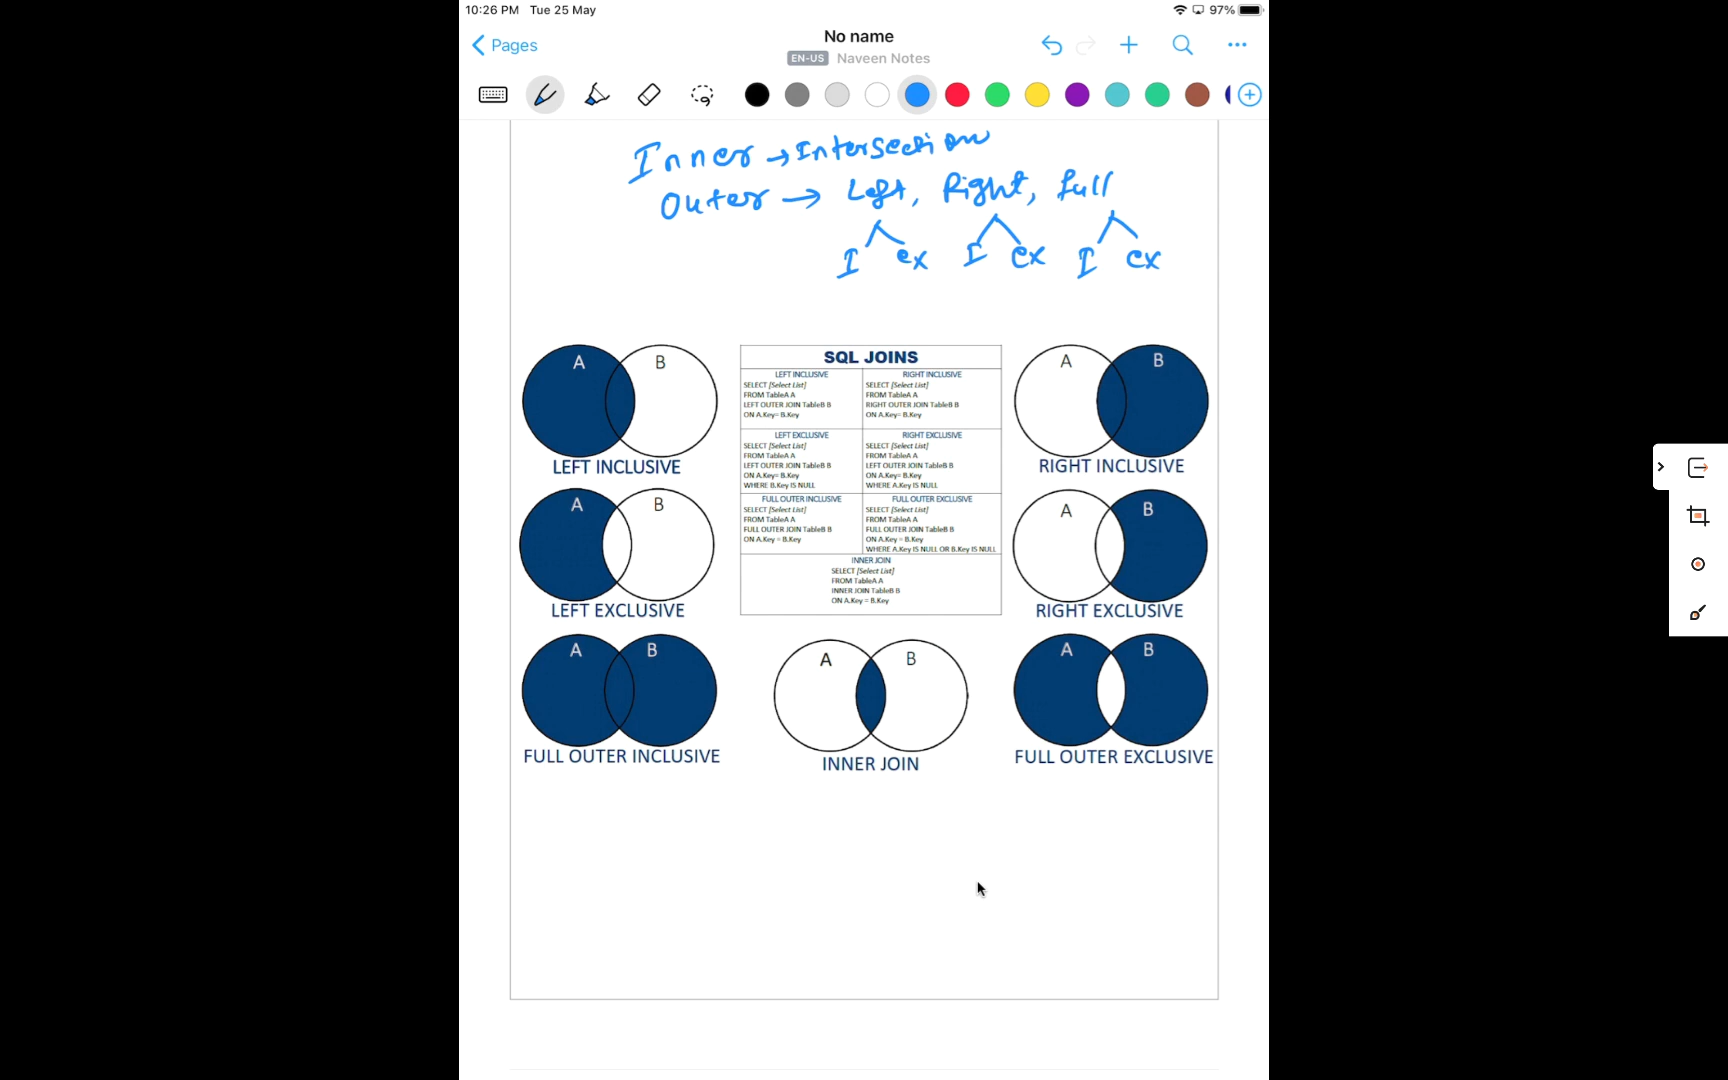 10:26 PM Tue 25 May
97%
Pages
No name
EN-US Naveen Notes
Inner → Intersection
Outer → Left, Right, full
I ex I ex I ex
A B
LEFT INCLUSIVE
A B
LEFT EXCLUSIVE
A B
FULL OUTER INCLUSIVE
SQL JOINS
LEFT INCLUSIVE
SELECT [Select List]
FROM TableA A
LEFT OUTER JOIN TableB B
ON A.Key= B.Key
RIGHT INCLUSIVE
SELECT [Select List]
FROM TableA A
RIGHT OUTER JOIN TableB B
ON A.Key= B.Key
LEFT EXCLUSIVE
SELECT [Select List]
FROM TableA A
LEFT OUTER JOIN TableB B
ON A.Key= B.Key
WHERE B.Key IS NULL
RIGHT EXCLUSIVE
SELECT [Select List]
FROM TableA A
LEFT OUTER JOIN TableB B
ON A.Key= B.Key
WHERE A.Key IS NULL
FULL OUTER INCLUSIVE
SELECT [Select List]
FROM TableA A
FULL OUTER JOIN TableB B
ON A.Key = B.Key
FULL OUTER EXCLUSIVE
SELECT [Select List]
FROM TableA A
FULL OUTER JOIN TableB B
ON A.Key = B.Key
WHERE A.Key IS NULL OR B.Key IS NULL
INNER JOIN
SELECT [Select List]
FROM TableA A
INNER JOIN TableB B
ON A.Key = B.Key
A B
INNER JOIN
A B
RIGHT INCLUSIVE
A B
RIGHT EXCLUSIVE
A B
FULL OUTER EXCLUSIVE